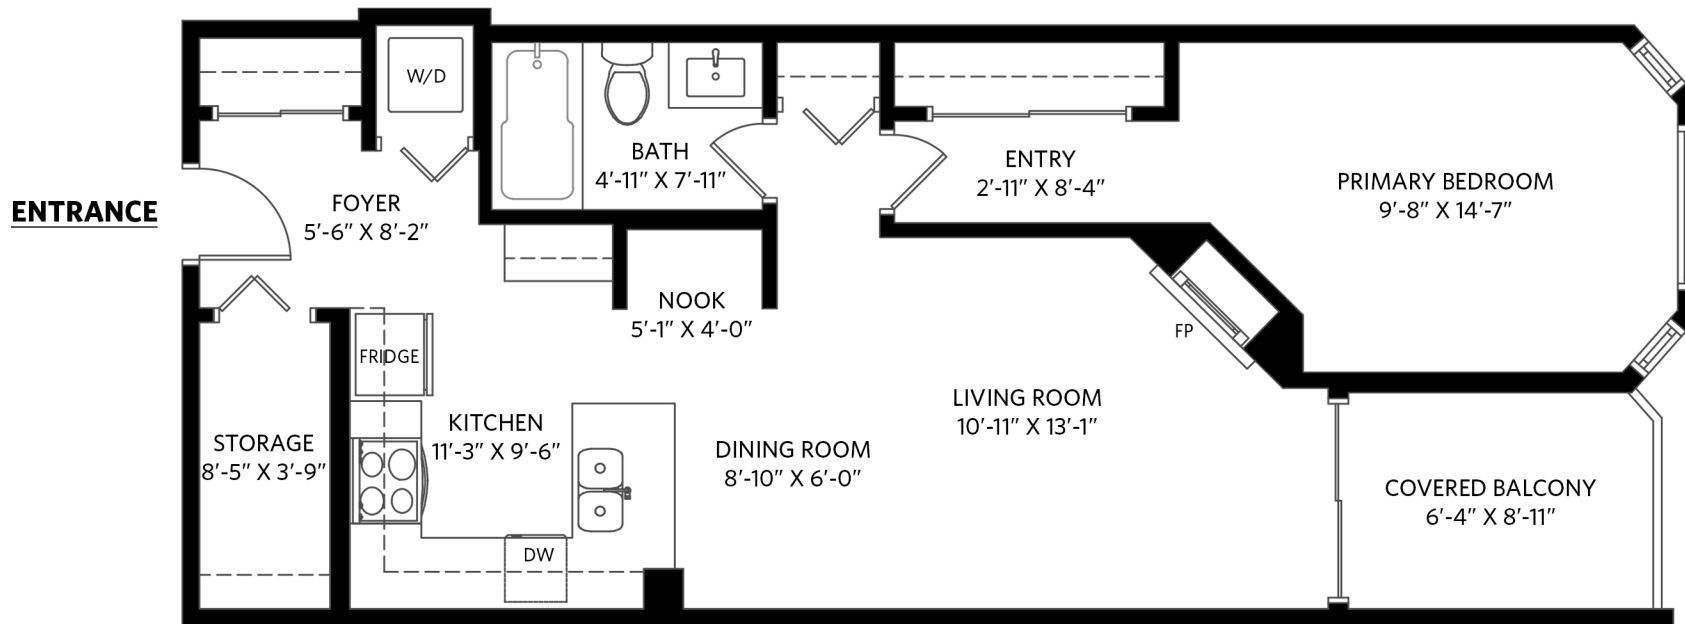 W/D
BATH
4'-11" X 7'-11"
ENTRY
2'-11" X 8'-4"
PRIMARY BEDROOM
9'-8" X 14'-7"
ENTRANCE
FOYER
5'-6" X 8'-2"
NOOK
5'-1" X 4'-0"
FP
FRIDGE
LIVING ROOM
10'-11" X 13'-1"
KITCHEN
11'-3" X 9'-6"
STORAGE
8'-5" X 3'-9"
DINING ROOM
8'-10" X 6'-0"
COVERED BALCONY
6'-4" X 8'-11"
DW